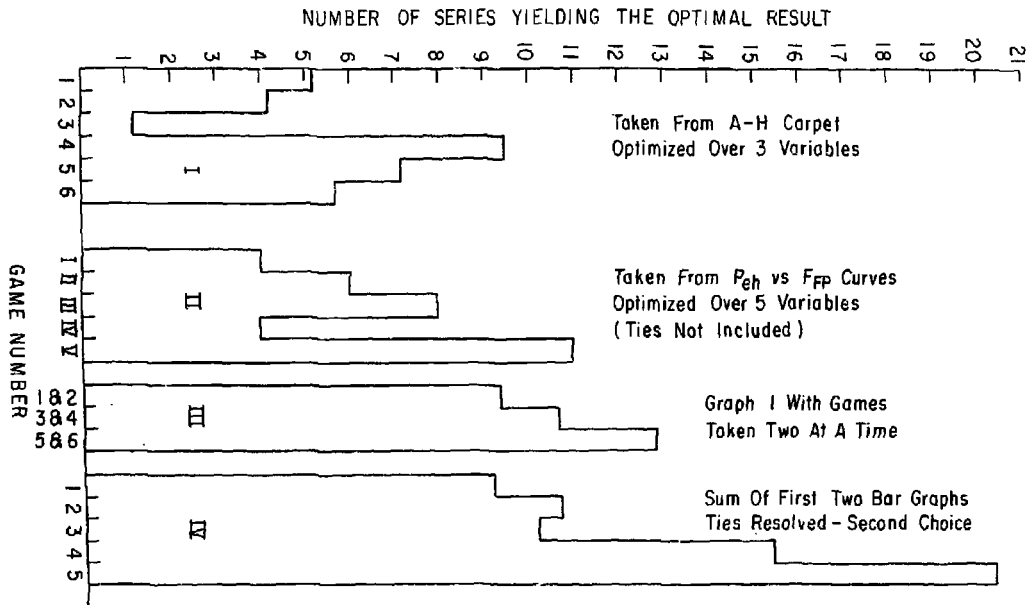 NUMBER OF SERIES YIELDING THE OPTIMAL RESULT
1 2 3 4 5 6 7 8 9 10 11 12 13 14 15 16 17 18 19 20 21
GAME NUMBER
1
2
3
4
5
6
I
Taken From A-H Carpet
Optimized Over 3 Variables
I
II
III
IV
V
II
Taken From Peh vs FFP Curves
Optimized Over 5 Variables
(Ties Not Included)
1&2
3&4
5&6
III
Graph 1 With Games
Taken Two At A Time
1
2
3
4
5
IV
Sum Of First Two Bar Graphs
Ties Resolved-Second Choice